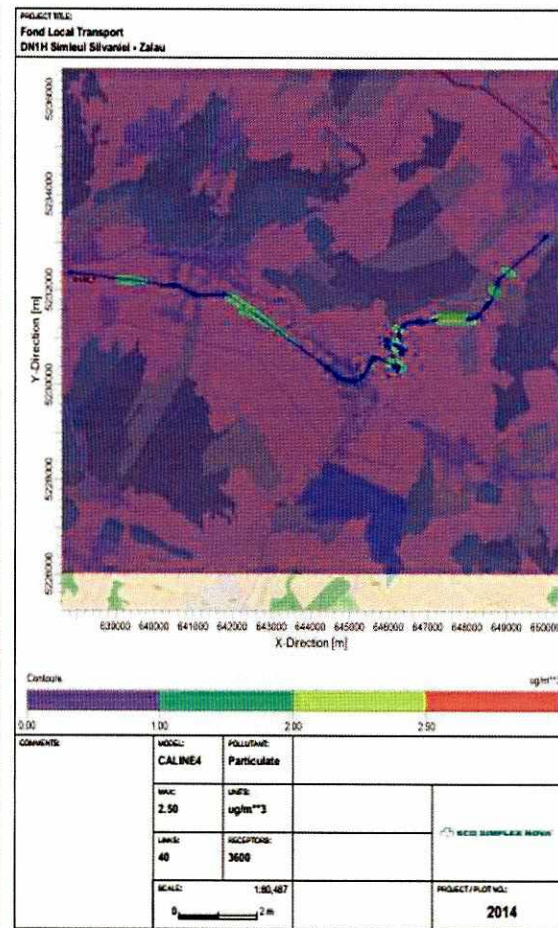 PROJECT TITLE:
Fond Local Transport
DN1H Simleul Silvaniei - Zalau
Y-Direction [m]
5236000
5234000
5232000
5230000
5228000
5226000
639000 640000 641000 642000 643000 644000 645000 646000 647000 648000 649000 650000
X-Direction [m]
Contours
ug/m**3
0.00 1.00 2.00 2.50
COMMENTS:
MODEL:
CALINE4
POLLUTANT:
Particulate
MAX:
2.50
UNITS:
ug/m**3
LINKS:
40
RECEPTORS:
3600
ECO SIMPLEX NOVA
SCALE:
1:80,487
0
2 m
PROJECT / PLOT NO.:
2014